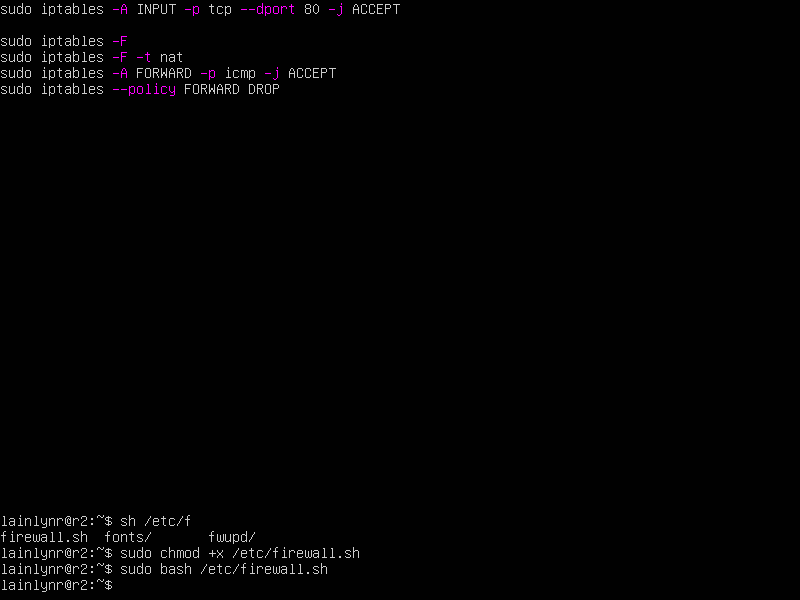 sudo iptables -A INPUT -p tcp --dport 80 -j ACCEPT
sudo iptables -F
sudo iptables -F -t nat
sudo iptables -A FORWARD -p icmp -j ACCEPT
sudo iptables --policy FORWARD DROP
lainlynr@r2:~$ sh /etc/f
firewall.sh  fonts/       fwupd/
lainlynr@r2:~$ sudo chmod +x /etc/firewall.sh
lainlynr@r2:~$ sudo bash /etc/firewall.sh
lainlynr@r2:~$